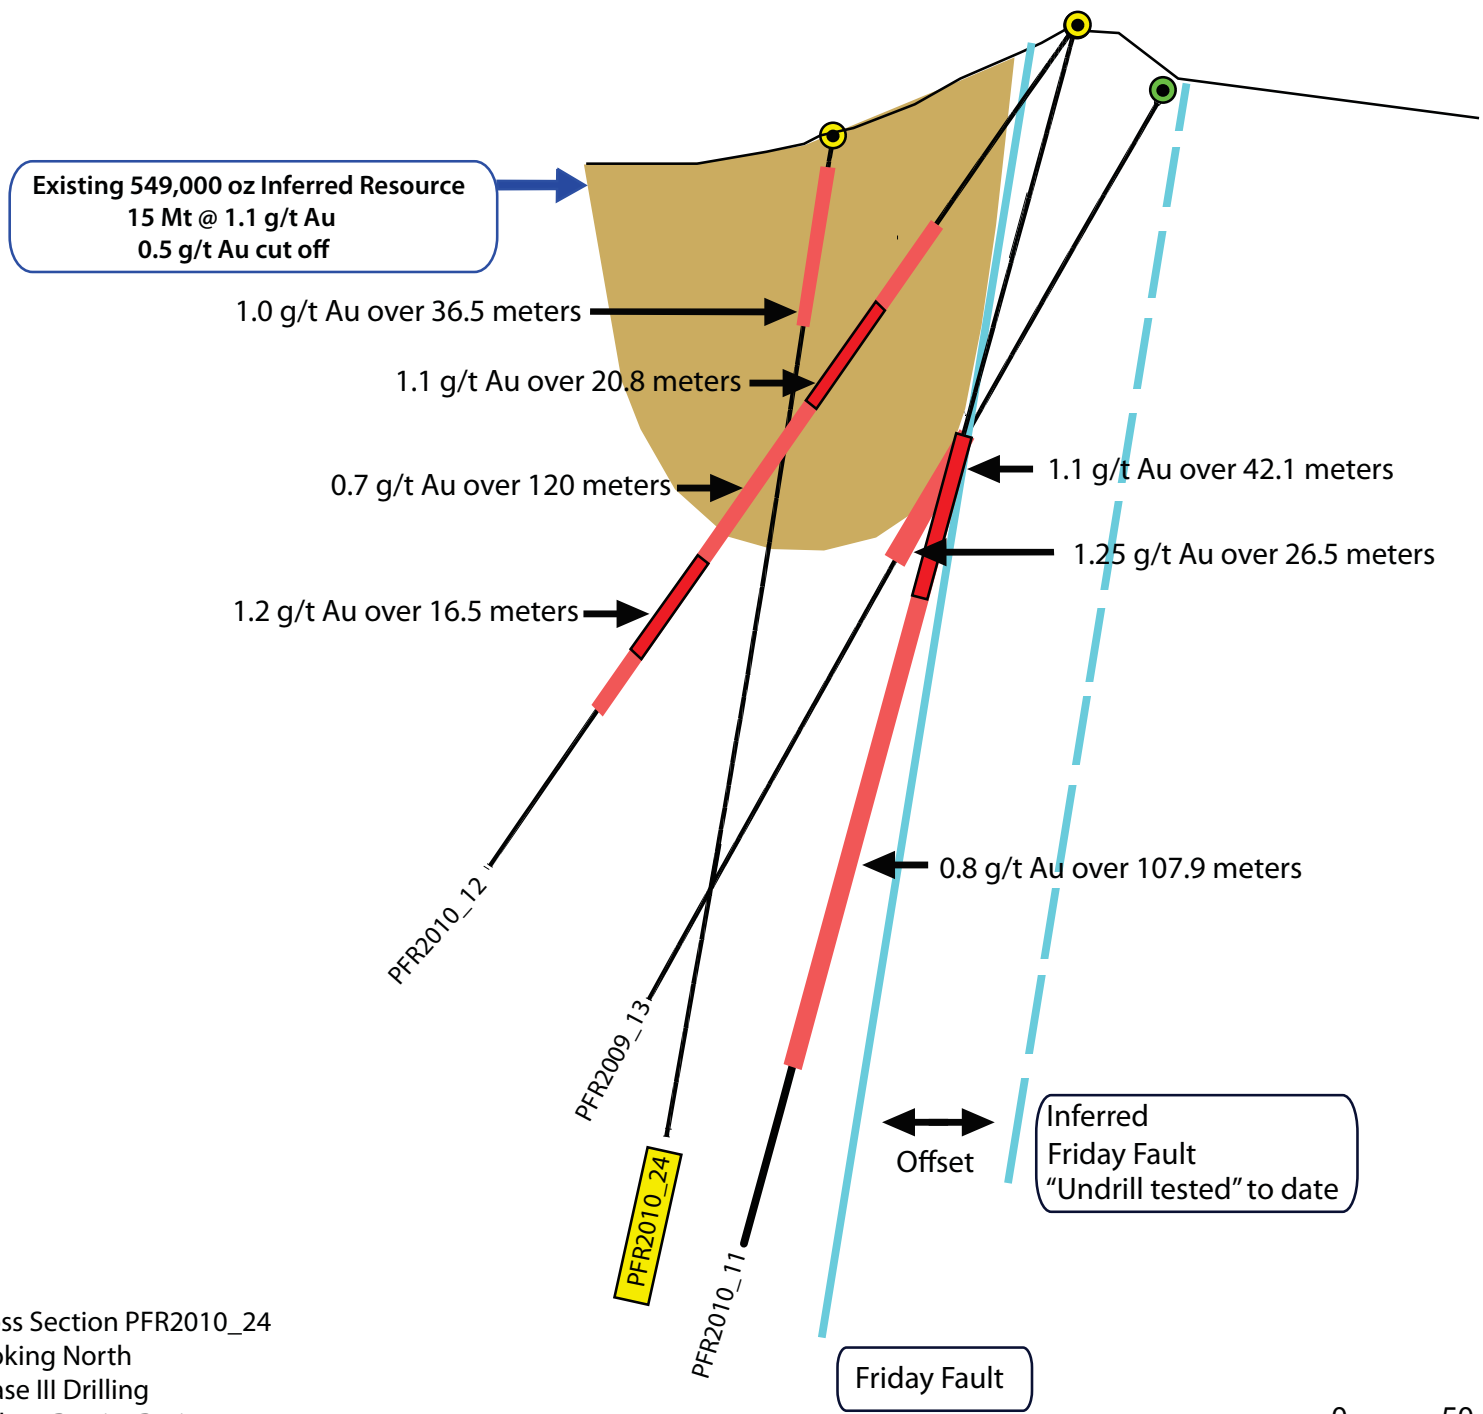 Existing 549,000 oz Inferred Resource
15 Mt @ 1.1 g/t Au
0.5 g/t Au cut off
1.0 g/t Au over 36.5 meters
1.1 g/t Au over 20.8 meters
0.7 g/t Au over 120 meters
1.2 g/t Au over 16.5 meters
1.1 g/t Au over 42.1 meters
1.25 g/t Au over 26.5 meters
0.8 g/t Au over 107.9 meters
PFR2010_12
PFR2009_13
PFR2010_24
PFR2010_11
Offset
Inferred
Friday Fault
“Undrill tested” to date
Friday Fault
ss Section PFR2010_24
oking North
ase III Drilling
0 50